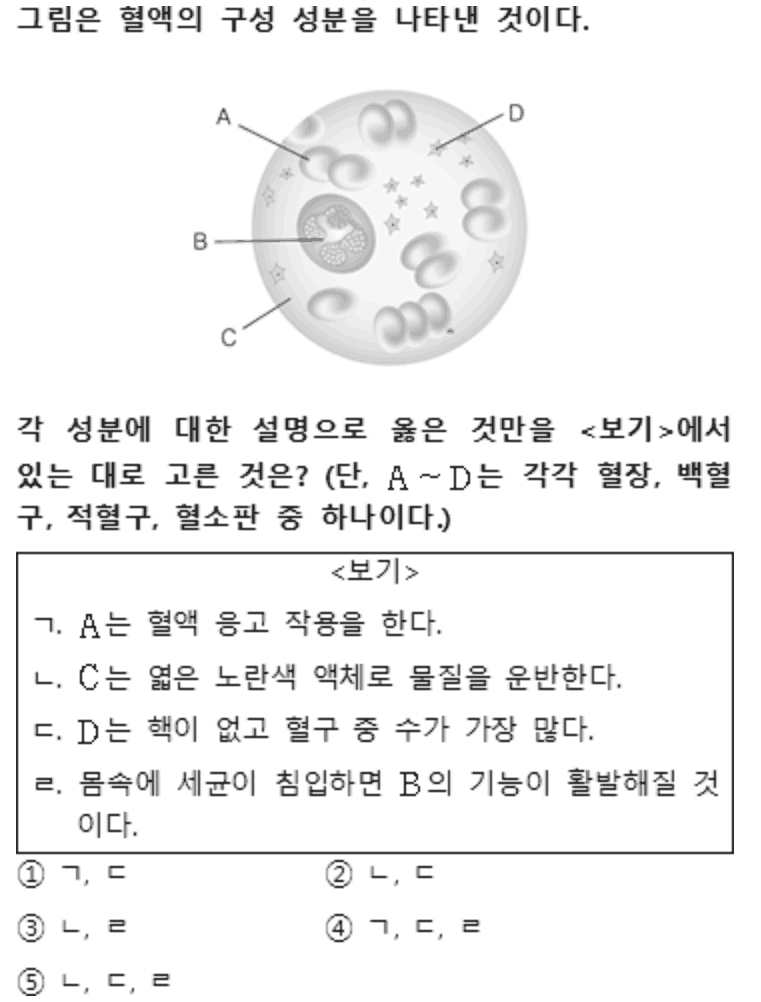 그림은 혈액의 구성 성분을 나타낸 것이다.
A
D
B
C
각 성분에 대한 설명으로 옳은 것만을 <보기>에서
있는 대로 고른 것은? (단, A ~ D는 각각 혈장, 백혈
구, 적혈구, 혈소판 중 하나이다.)
<보기>
ㄱ. A는 혈액 응고 작용을 한다.
ㄴ. C는 엷은 노란색 액체로 물질을 운반한다.
ㄷ. D는 핵이 없고 혈구 중 수가 가장 많다.
ㄹ. 몸속에 세균이 침입하면 B의 기능이 활발해질 것
이다.
① ㄱ, ㄷ ② ㄴ, ㄷ
③ ㄴ, ㄹ ④ ㄱ, ㄷ, ㄹ
⑤ ㄴ, ㄷ, ㄹ